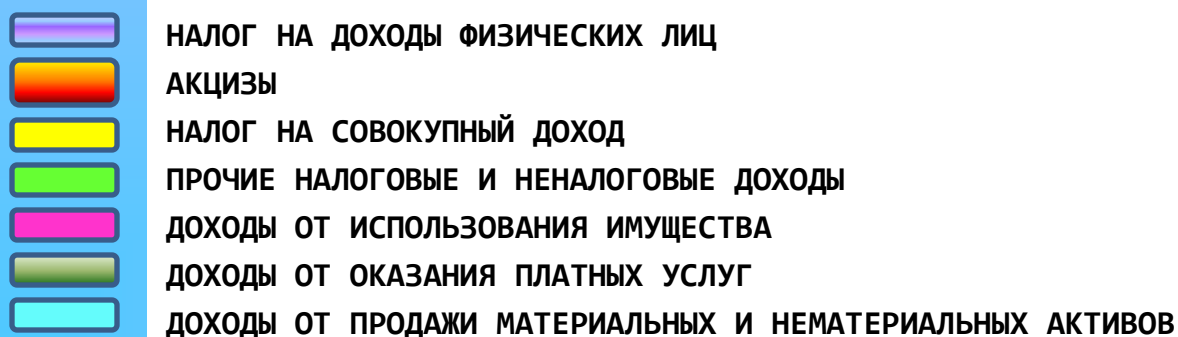 НАЛОГ НА ДОХОДЫ ФИЗИЧЕСКИХ ЛИЦ
АКЦИЗЫ
НАЛОГ НА СОВОКУПНЫЙ ДОХОД
ПРОЧИЕ НАЛОГОВЫЕ И НЕНАЛОГОВЫЕ ДОХОДЫ
ДОХОДЫ ОТ ИСПОЛЬЗОВАНИЯ ИМУЩЕСТВА
ДОХОДЫ ОТ ОКАЗАНИЯ ПЛАТНЫХ УСЛУГ
ДОХОДЫ ОТ ПРОДАЖИ МАТЕРИАЛЬНЫХ И НЕМАТЕРИАЛЬНЫХ АКТИВОВ